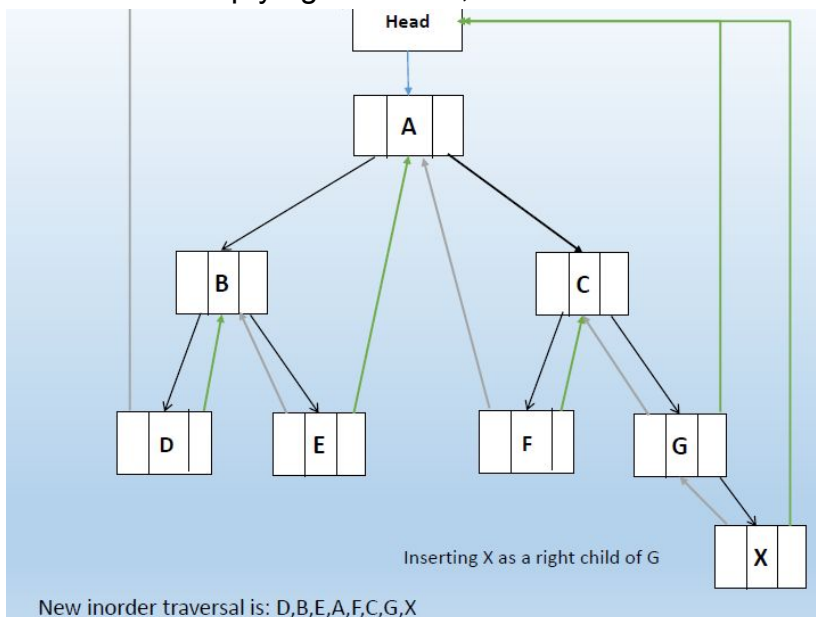 Head
A
B
C
D
E
F
G
X
Inserting X as a right child of G
New inorder traversal is: D,B,E,A,F,C,G,X